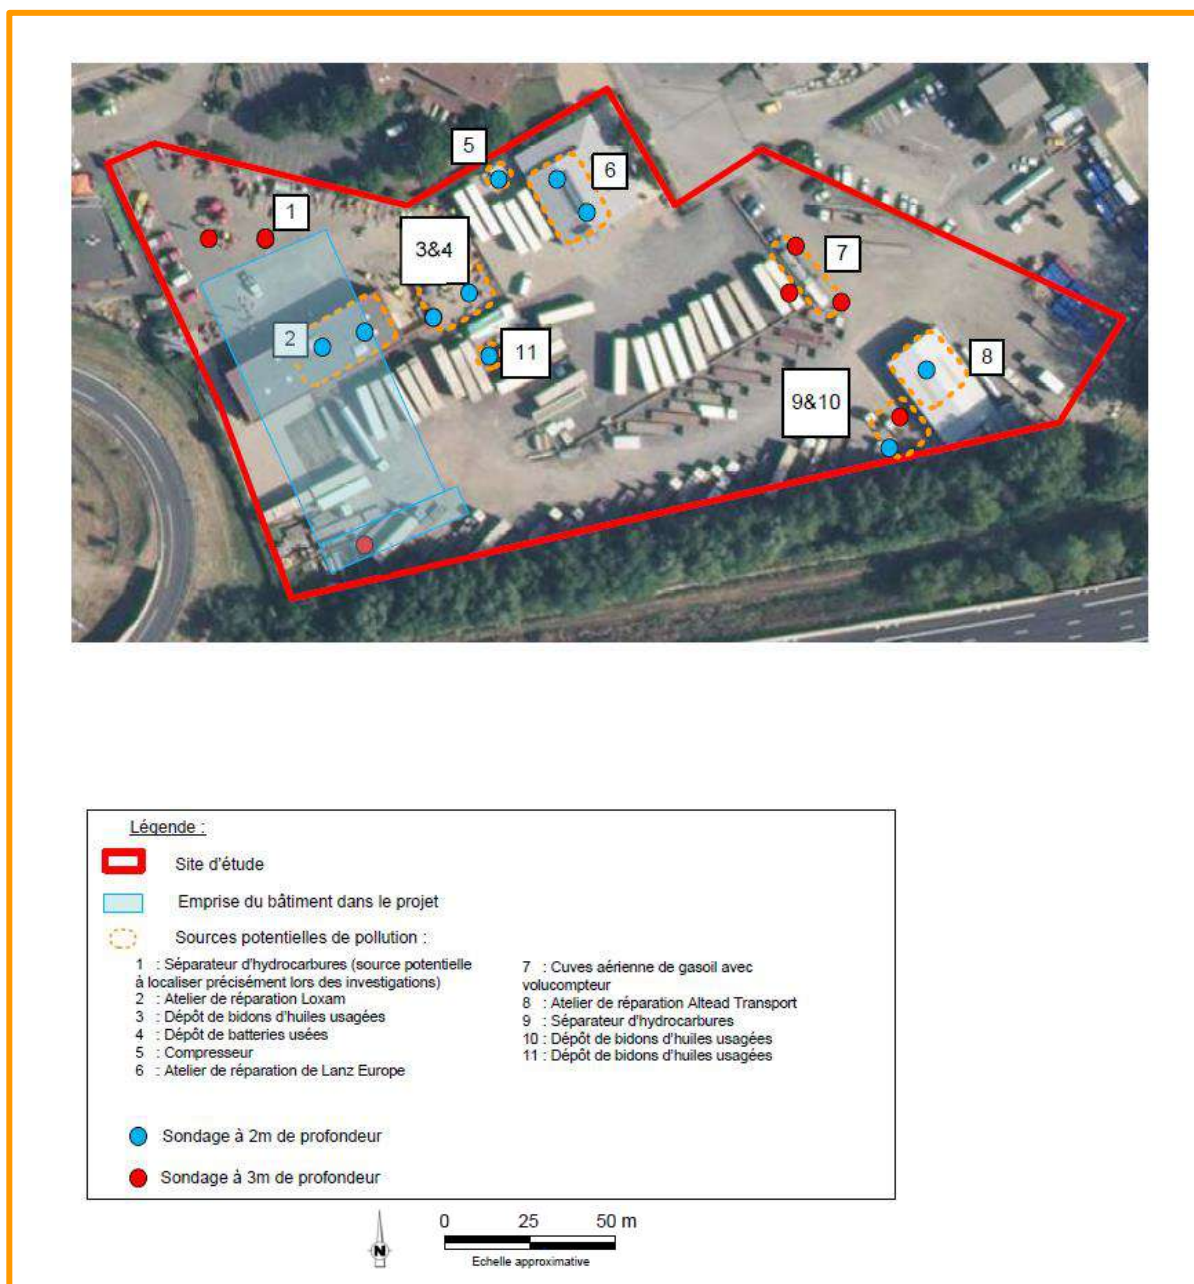 5
6
1
3&4
7
2
11
8
9&10
Légende :
Site d'étude
Emprise du bâtiment dans le projet
Sources potentielles de pollution :
1 : Séparateur d'hydrocarbures (source potentielle
à localiser précisément lors des investigations)
2 : Atelier de réparation Loxam
3 : Dépôt de bidons d'huiles usagées
4 : Dépôt de batteries usées
5 : Compresseur
6 : Atelier de réparation de Lanz Europe
7 : Cuves aérienne de gasoil avec
volucompteur
8 : Atelier de réparation Altead Transport
9 : Séparateur d'hydrocarbures
10 : Dépôt de bidons d'huiles usagées
11 : Dépôt de bidons d'huiles usagées
Sondage à 2m de profondeur
Sondage à 3m de profondeur
N
0 25 50 m
Echelle approximative